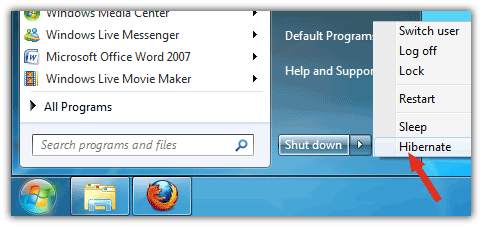 Windows Media Center
Windows Live Messenger
Microsoft Office Word 2007
Windows Live Movie Maker
All Programs
Search programs and files
Default Programs
Help and Suppor
Shut down
Switch user
Log off
Lock
Restart
Sleep
Hibernate